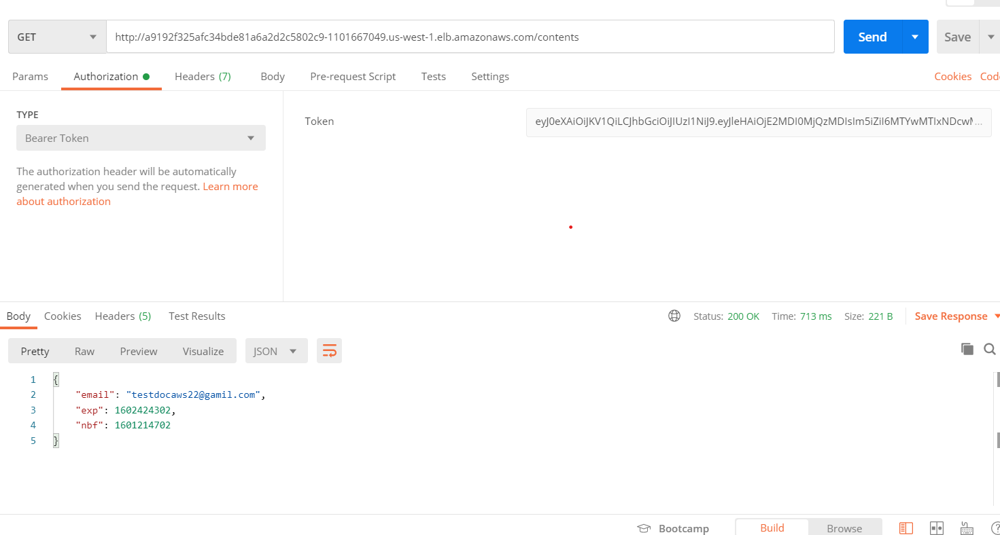 GET http://a9192f325afc34bde81a6a2d2c5802c9-1101667049.us-west-1.elb.amazonaws.com/contents Send Save
Params Authorization Headers (7) Body Pre-request Script Tests Settings Cookies Code
TYPE
Bearer Token
The authorization header will be automatically
generated when you send the request. Learn more
about authorization
Token eyJ0eXAiOiJKV1QiLCJhbGciOiJIUzI1NiJ9.eyJleHAiOjE2MDI0MjQzMDIsIm5iZiI6MTYwMTIxNDcwM...
Body Cookies Headers (5) Test Results Status: 200 OK Time: 713 ms Size: 221 B Save Response
Pretty Raw Preview Visualize JSON
1 {
2 "email": "testdocaws22@gamil.com",
3 "exp": 1602424302,
4 "nbf": 1601214702
5 }
Bootcamp Build Browse